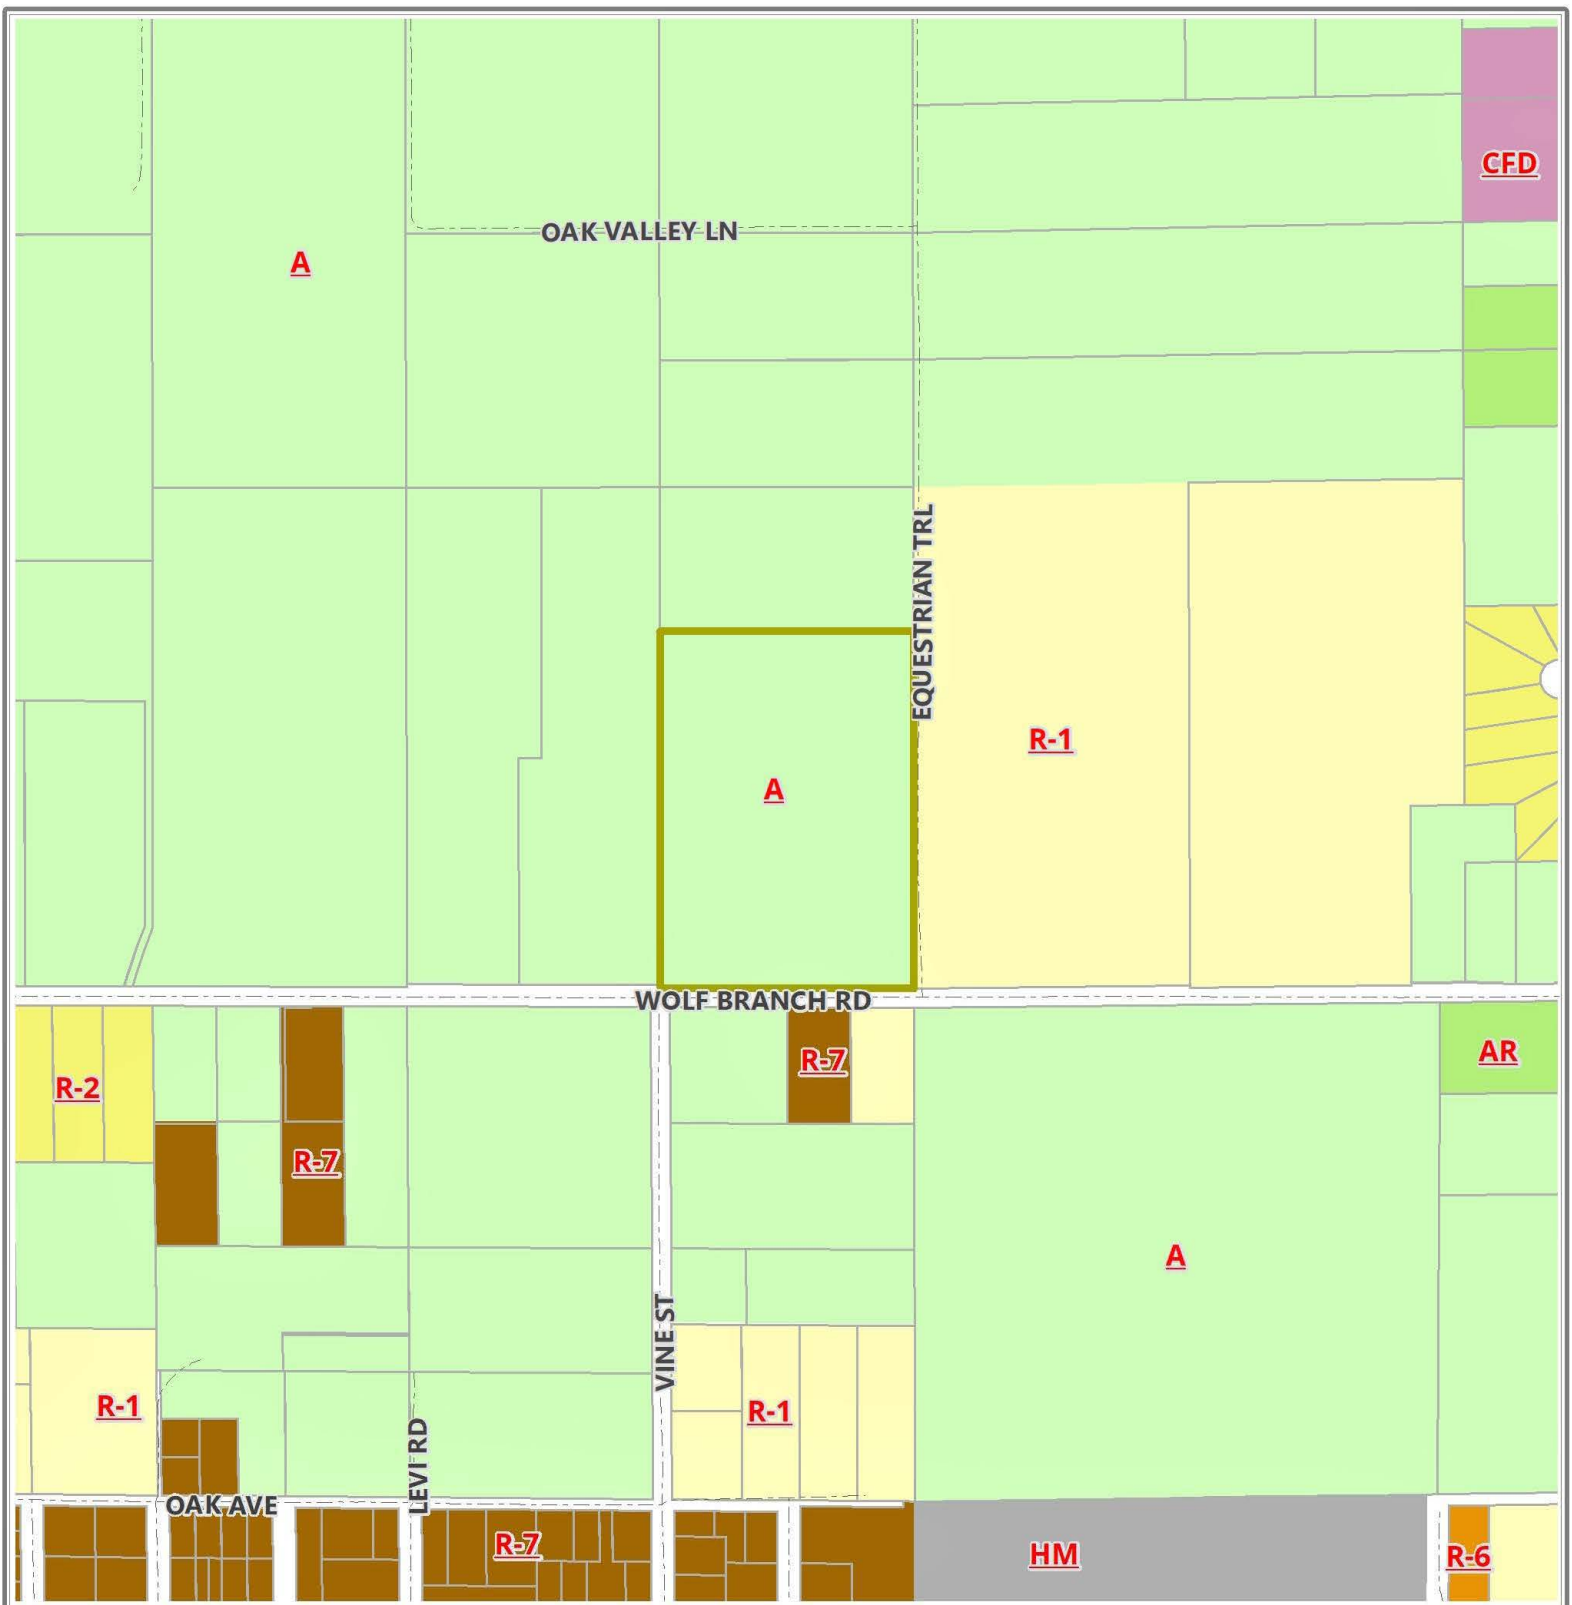 CFD
OAK VALLEY LN
A
EQUESTRIAN TRL
R-1
A
WOLF BRANCH RD
R-7
AR
R-2
R-7
A
VINE ST
R-1
R-1
LEVI RD
OAK AVE
R-7
HM
R-6